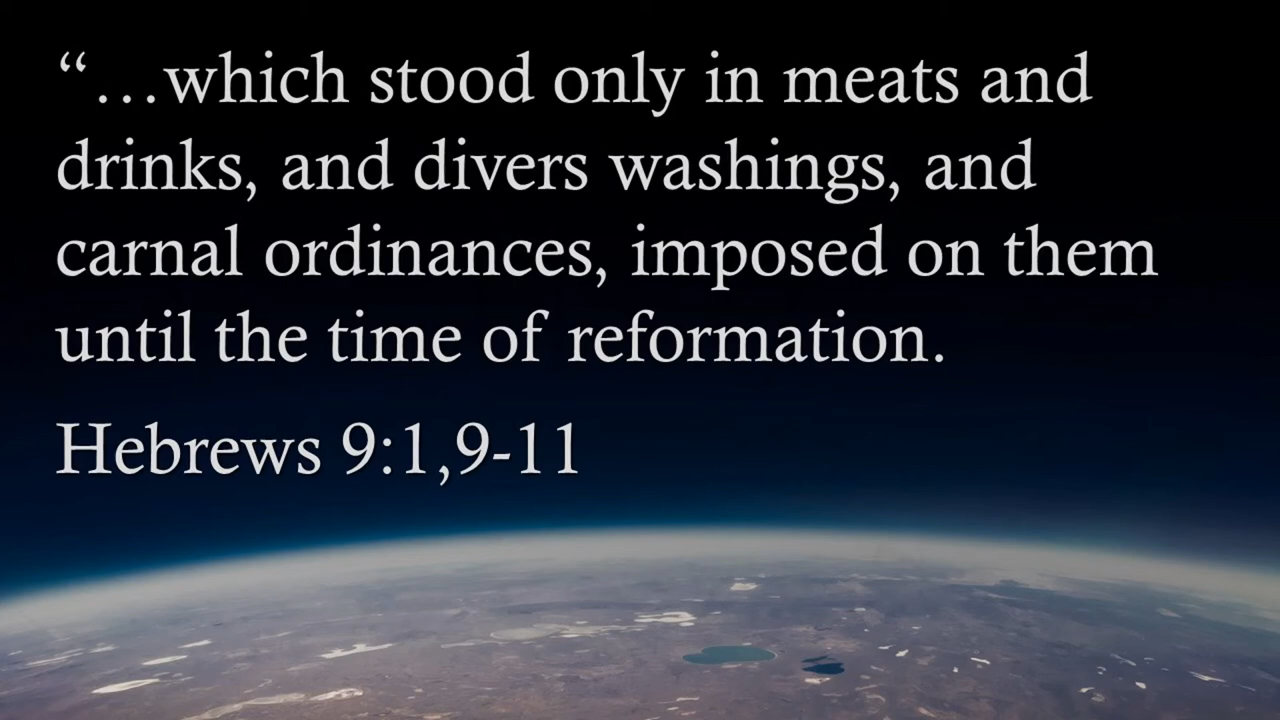 “…which stood only in meats and
drinks, and divers washings, and
carnal ordinances, imposed on them
until the time of reformation.
Hebrews 9:1,9-11